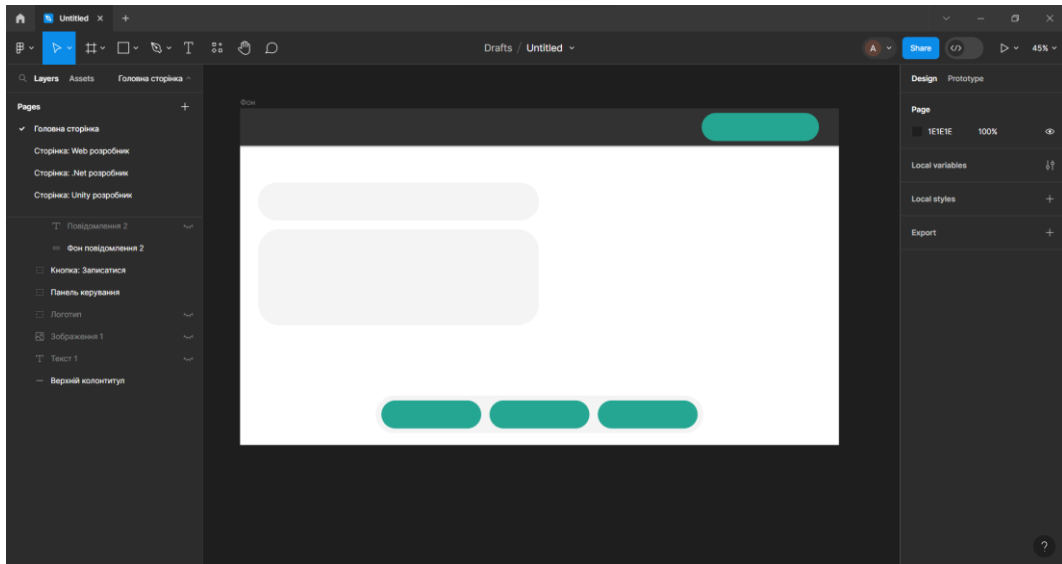 Untitled
Drafts / Untitled
A
Share
45%
Layers Assets Головна сторінка
Design Prototype
Pages
Фон
Page
Головна сторінка
1E1E1E 100%
Сторінка: Web розробник
Local variables
Сторінка: .Net розробник
Сторінка: Unity розробник
Local styles
Повідомлення 2
Export
Фон повідомлення 2
Кнопка: Записатися
Панель керування
Логотип
Зображення 1
Текст 1
Верхній колонтитул
?